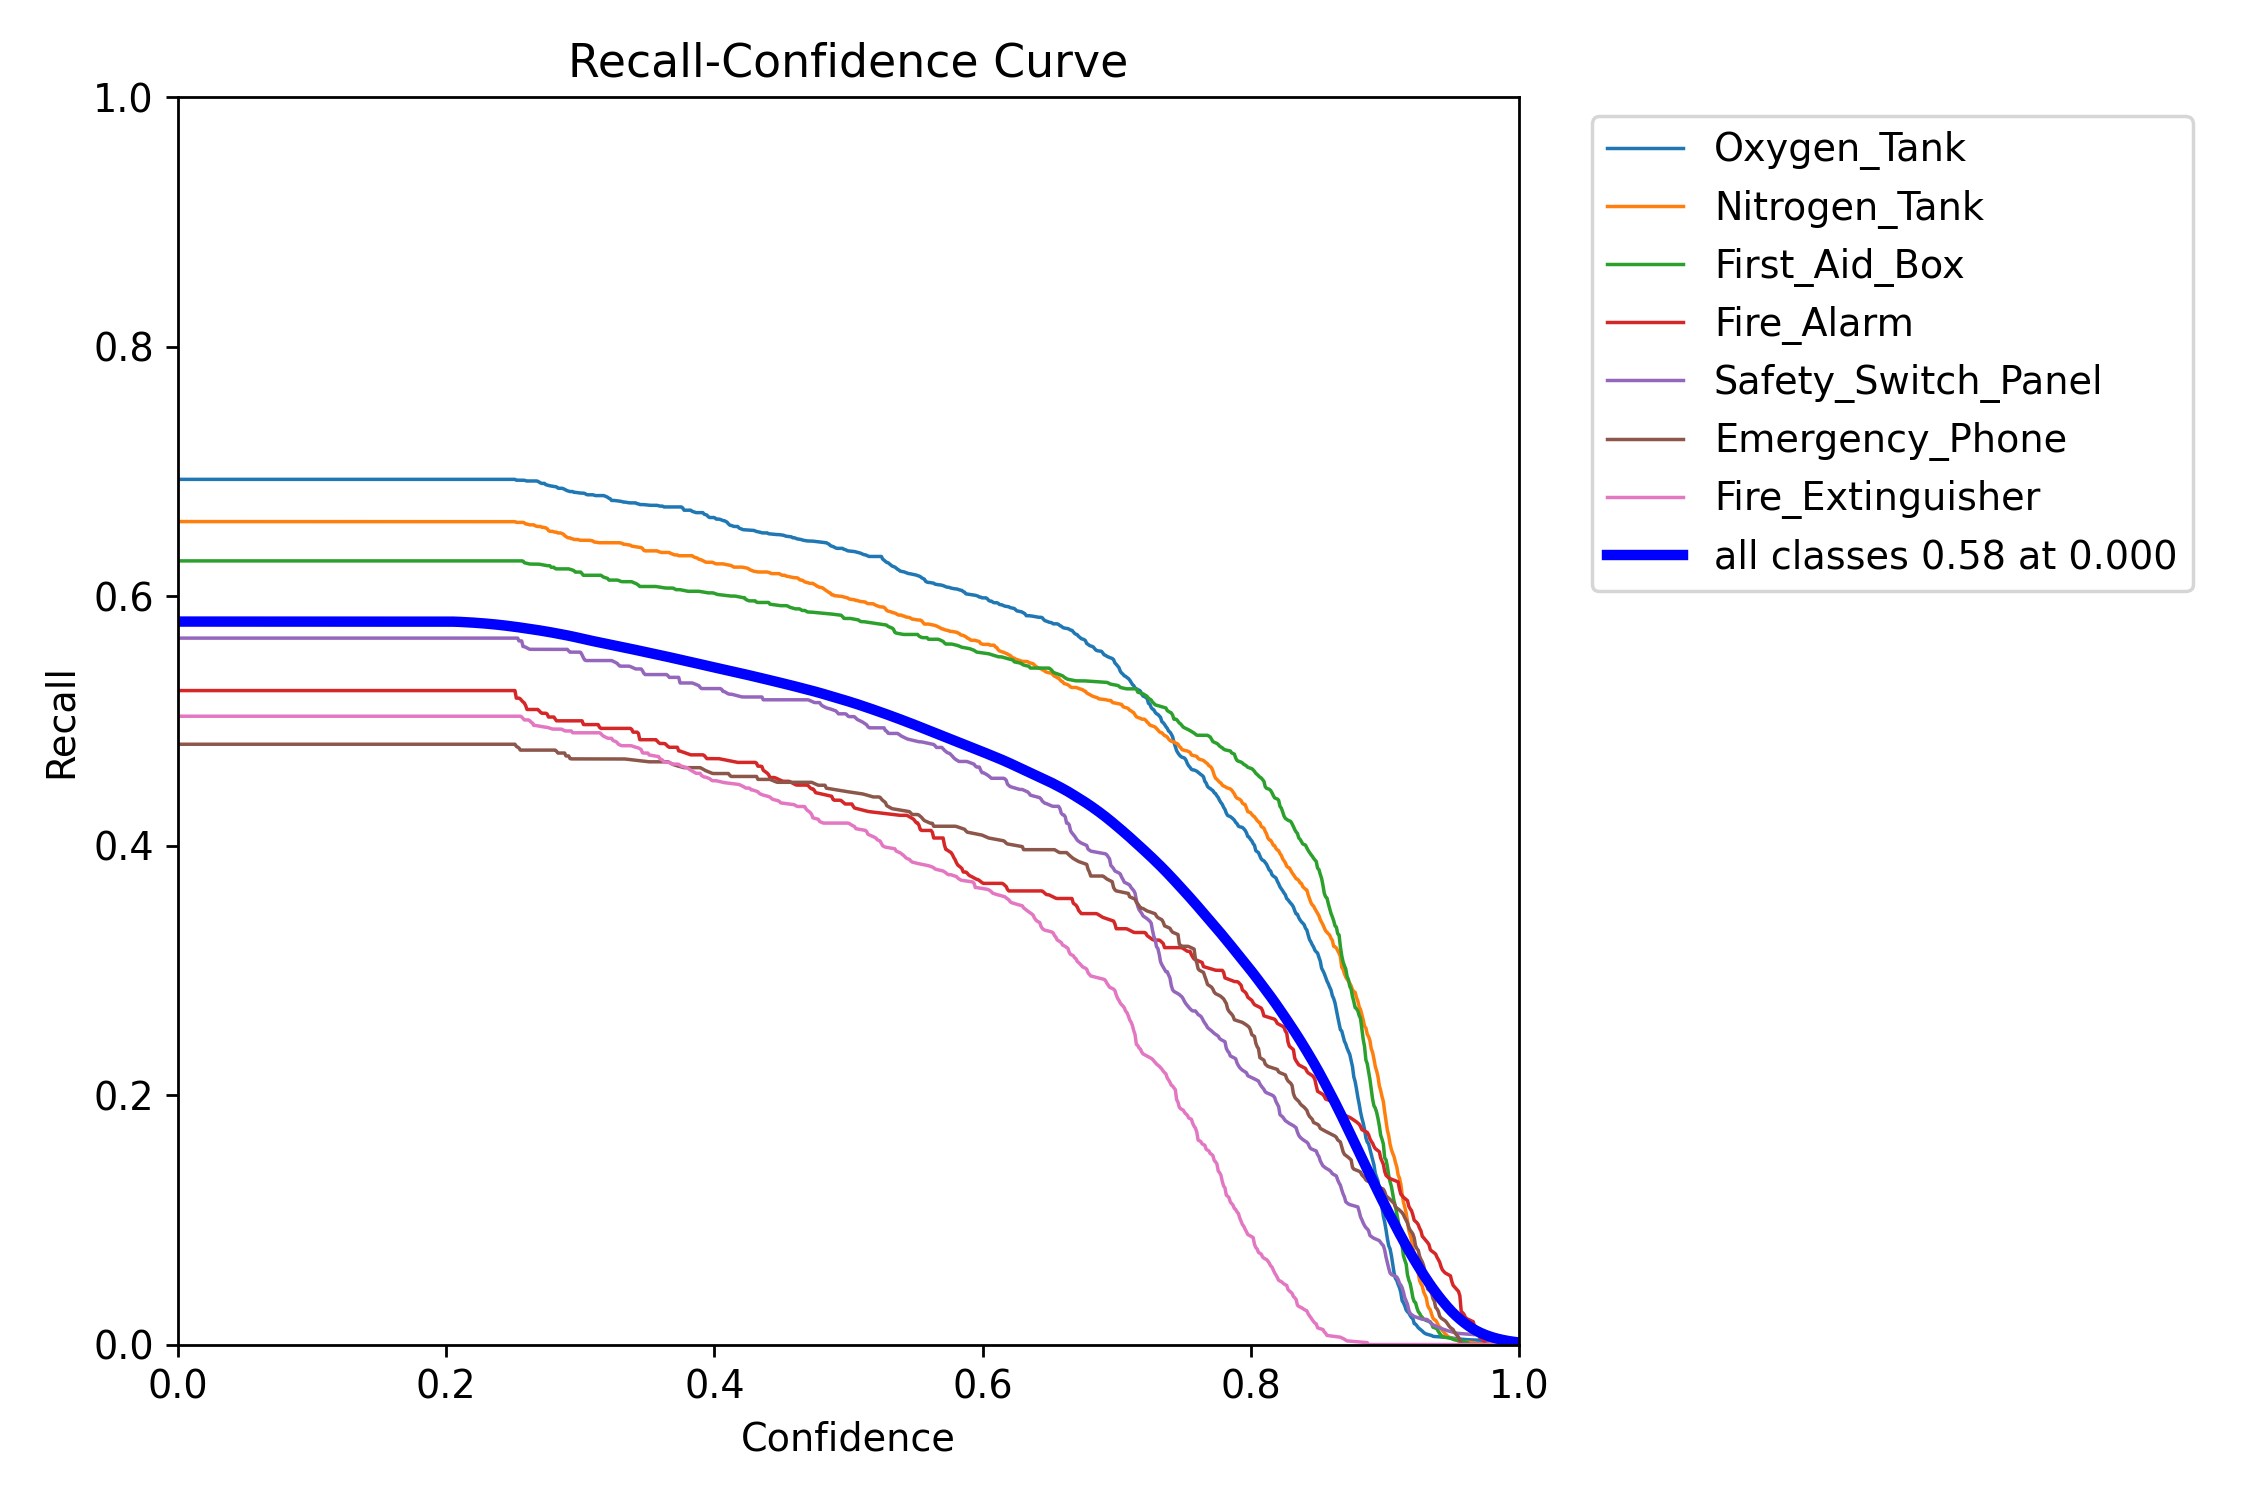 Recall-Confidence Curve
1.0
0.8
0.6
0.4
0.2
0.0
Recall
0.0 0.2 0.4 0.6 0.8 1.0
Confidence
Oxygen_Tank
Nitrogen_Tank
First_Aid_Box
Fire_Alarm
Safety_Switch_Panel
Emergency_Phone
Fire_Extinguisher
all classes 0.58 at 0.000